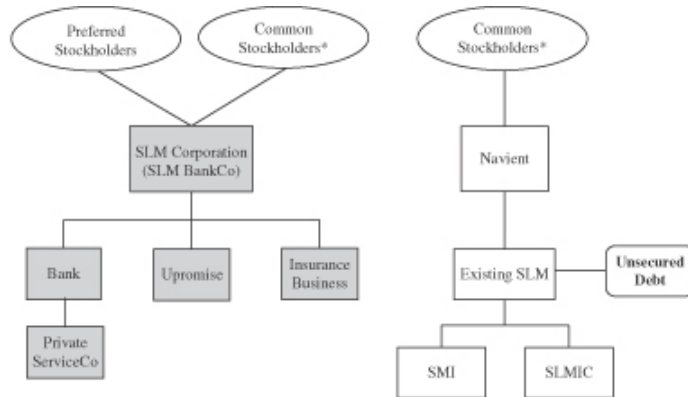 Preferred
Stockholders
Common
Stockholders*
SLM Corporation
(SLM BankCo)
Bank
Upromise
Insurance
Business
Private
ServiceCo
Common
Stockholders*
Navient
Existing SLM
Unsecured
Debt
SMI
SLMIC